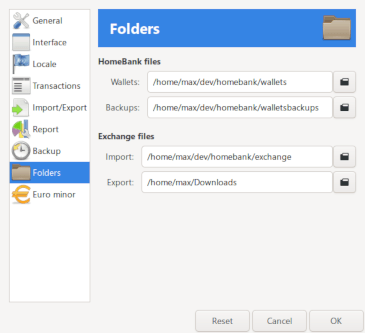 General
Interface
Locale
Transactions
Import/Export
Report
Backup
Folders
Euro minor
Folders
HomeBank files
Wallets: /home/max/dev/homebank/wallets
Backups: /home/max/dev/homebank/walletsbackups
Exchange files
Import: /home/max/dev/homebank/exchange
Export: /home/max/Downloads
Reset Cancel OK